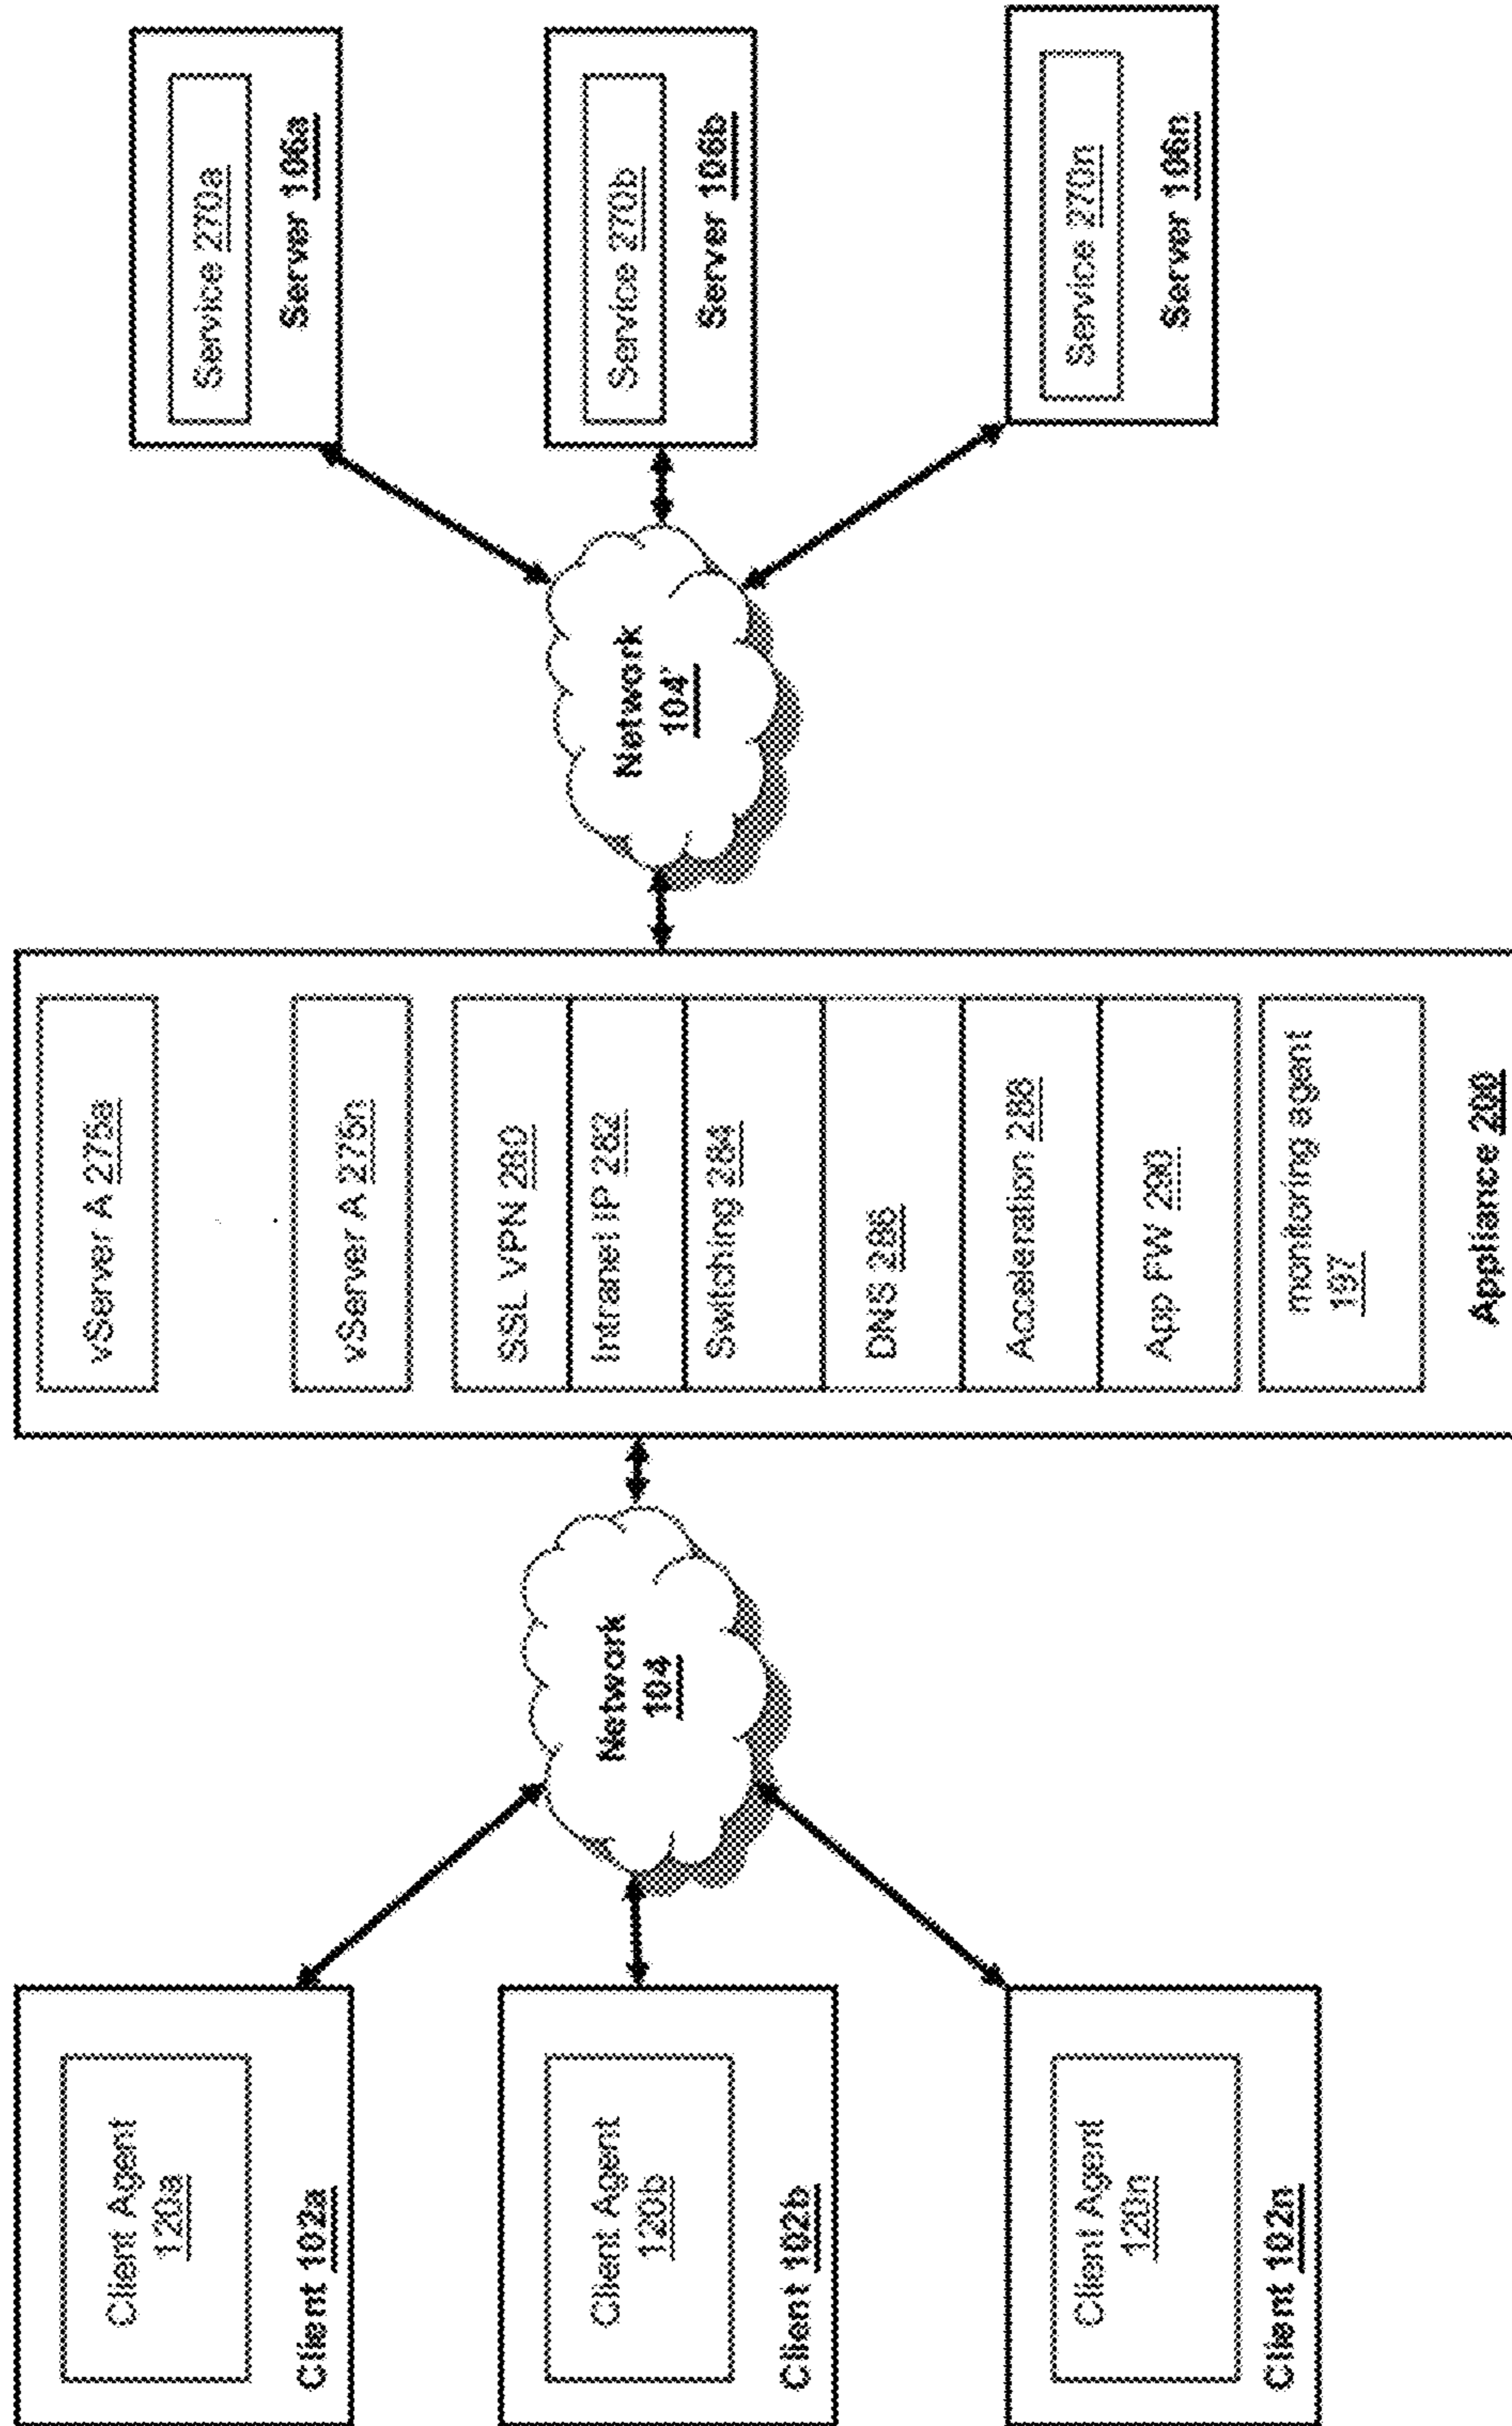 Client Agent
120a
Client 102a
Client Agent
120b
Client 102b
Client Agent
120n
Client 102n
Network
104
vServer A 275a
vServer A 275n
SSL VPN 280
Intranet IP 282
Switching 284
DNS 286
Acceleration 288
App FW 290
monitoring agent
197
Appliance 200
Network
104'
Service 270a
Server 106a
Service 270b
Server 106b
Service 270n
Server 106n